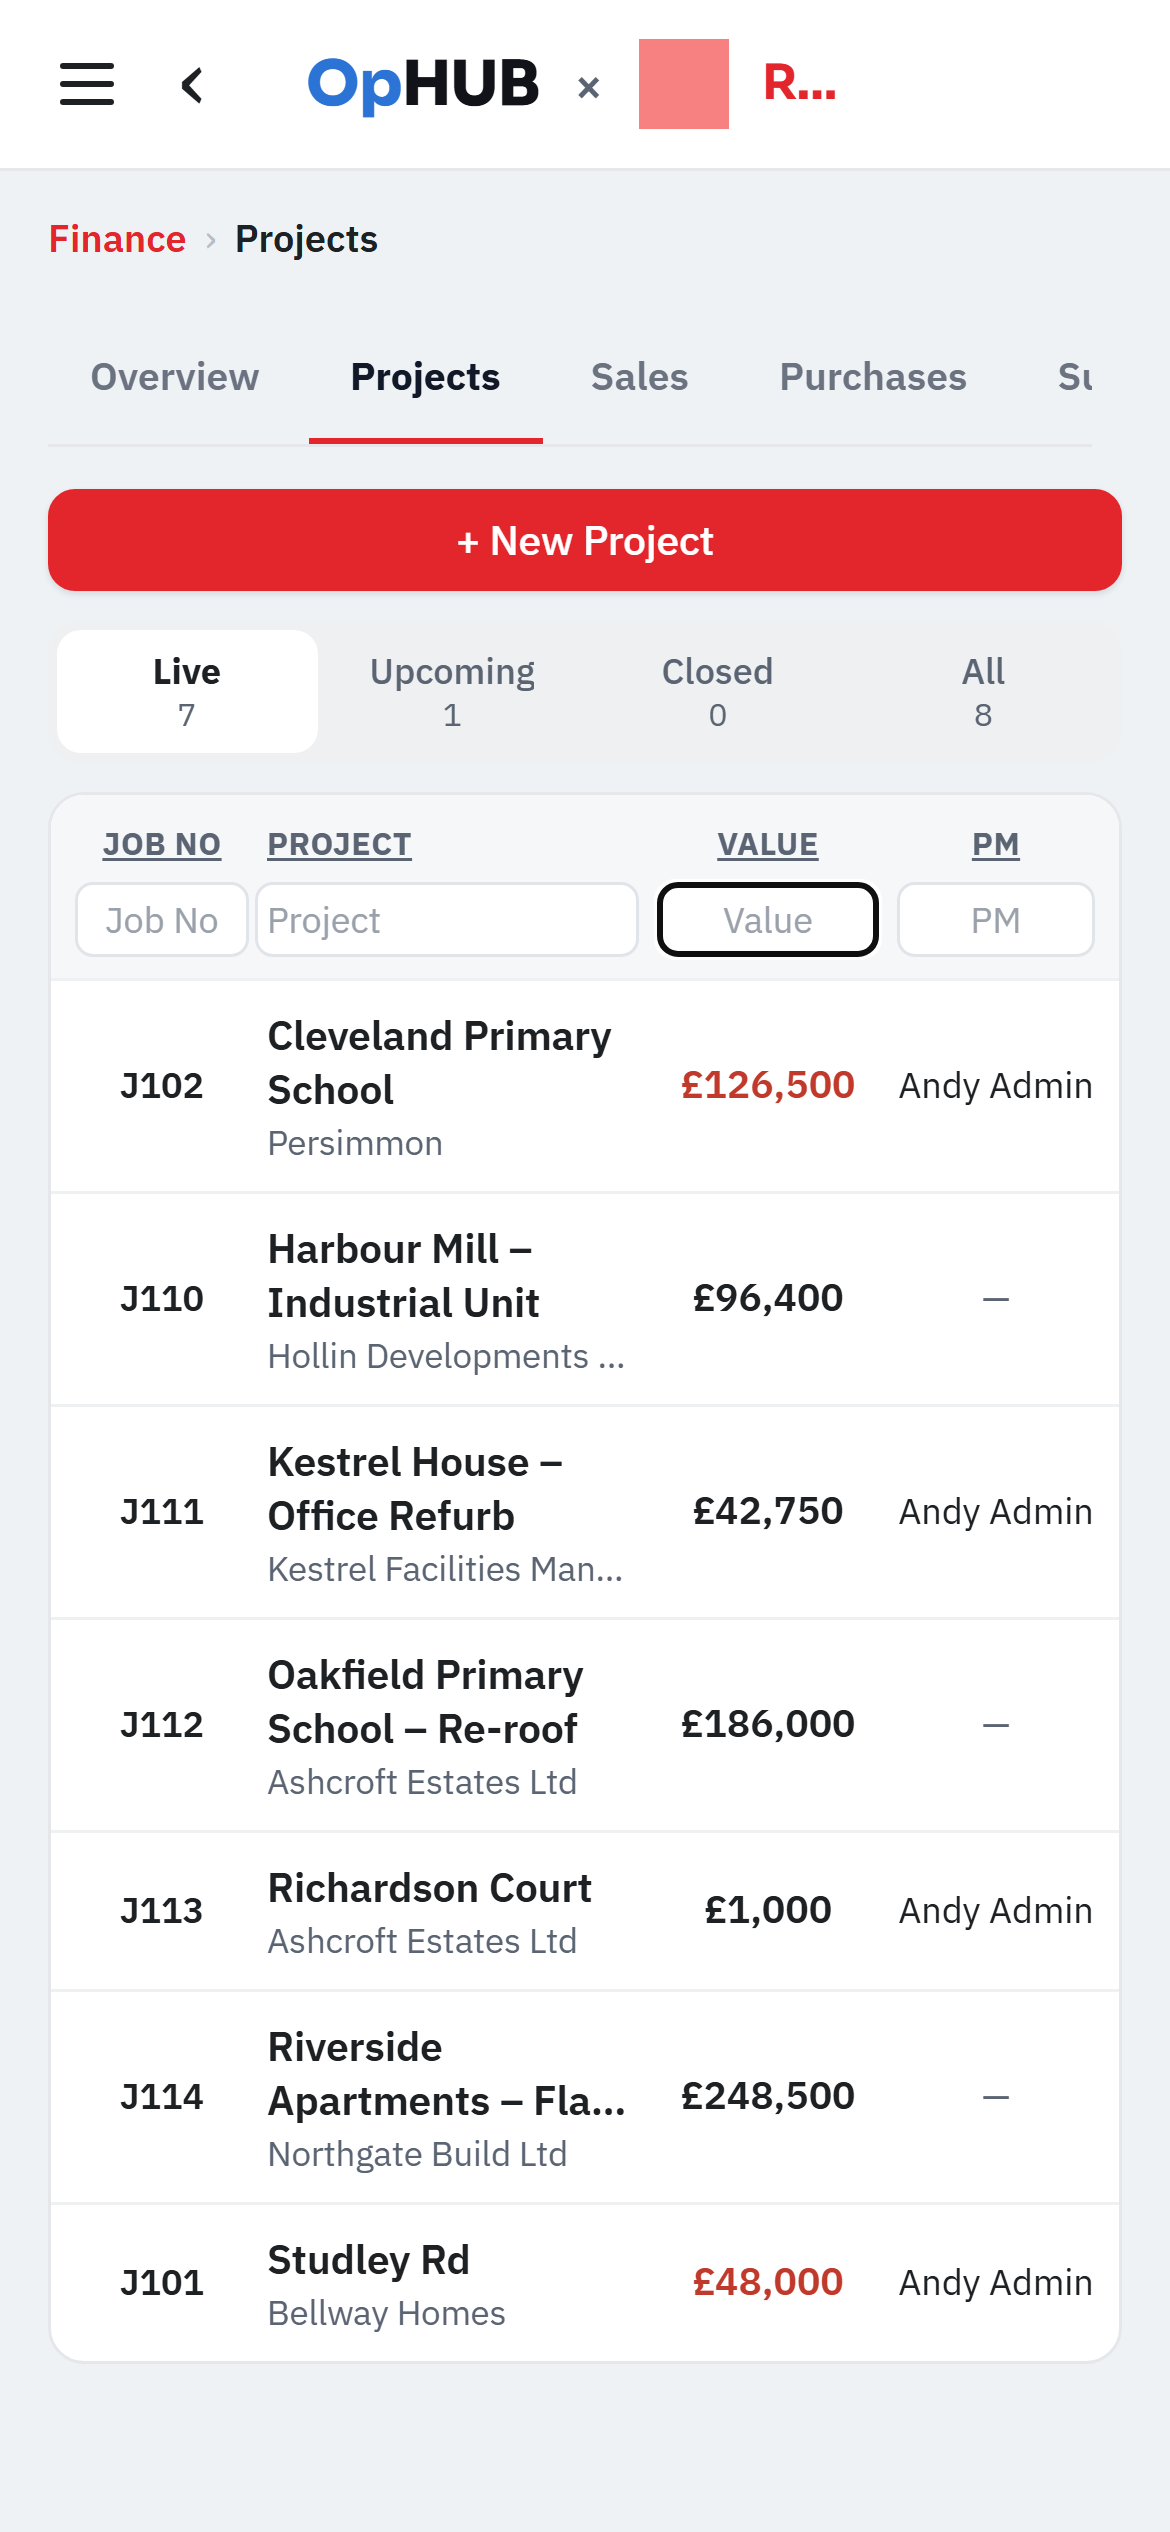 OpHUB × R...
Finance › Projects
Overview Projects Sales Purchases Su
+ New Project
Live Upcoming Closed All
7 1 0 8
JOB NO PROJECT VALUE PM
Job No Project Value PM
Cleveland Primary
School
J102 £126,500 Andy Admin
Persimmon
Harbour Mill –
Industrial Unit
J110 £96,400 —
Hollin Developments ...
Kestrel House –
Office Refurb
J111 £42,750 Andy Admin
Kestrel Facilities Man...
Oakfield Primary
School – Re-roof
J112 £186,000 —
Ashcroft Estates Ltd
Richardson Court
J113 £1,000 Andy Admin
Ashcroft Estates Ltd
Riverside
Apartments – Fla...
J114 £248,500 —
Northgate Build Ltd
Studley Rd
J101 £48,000 Andy Admin
Bellway Homes